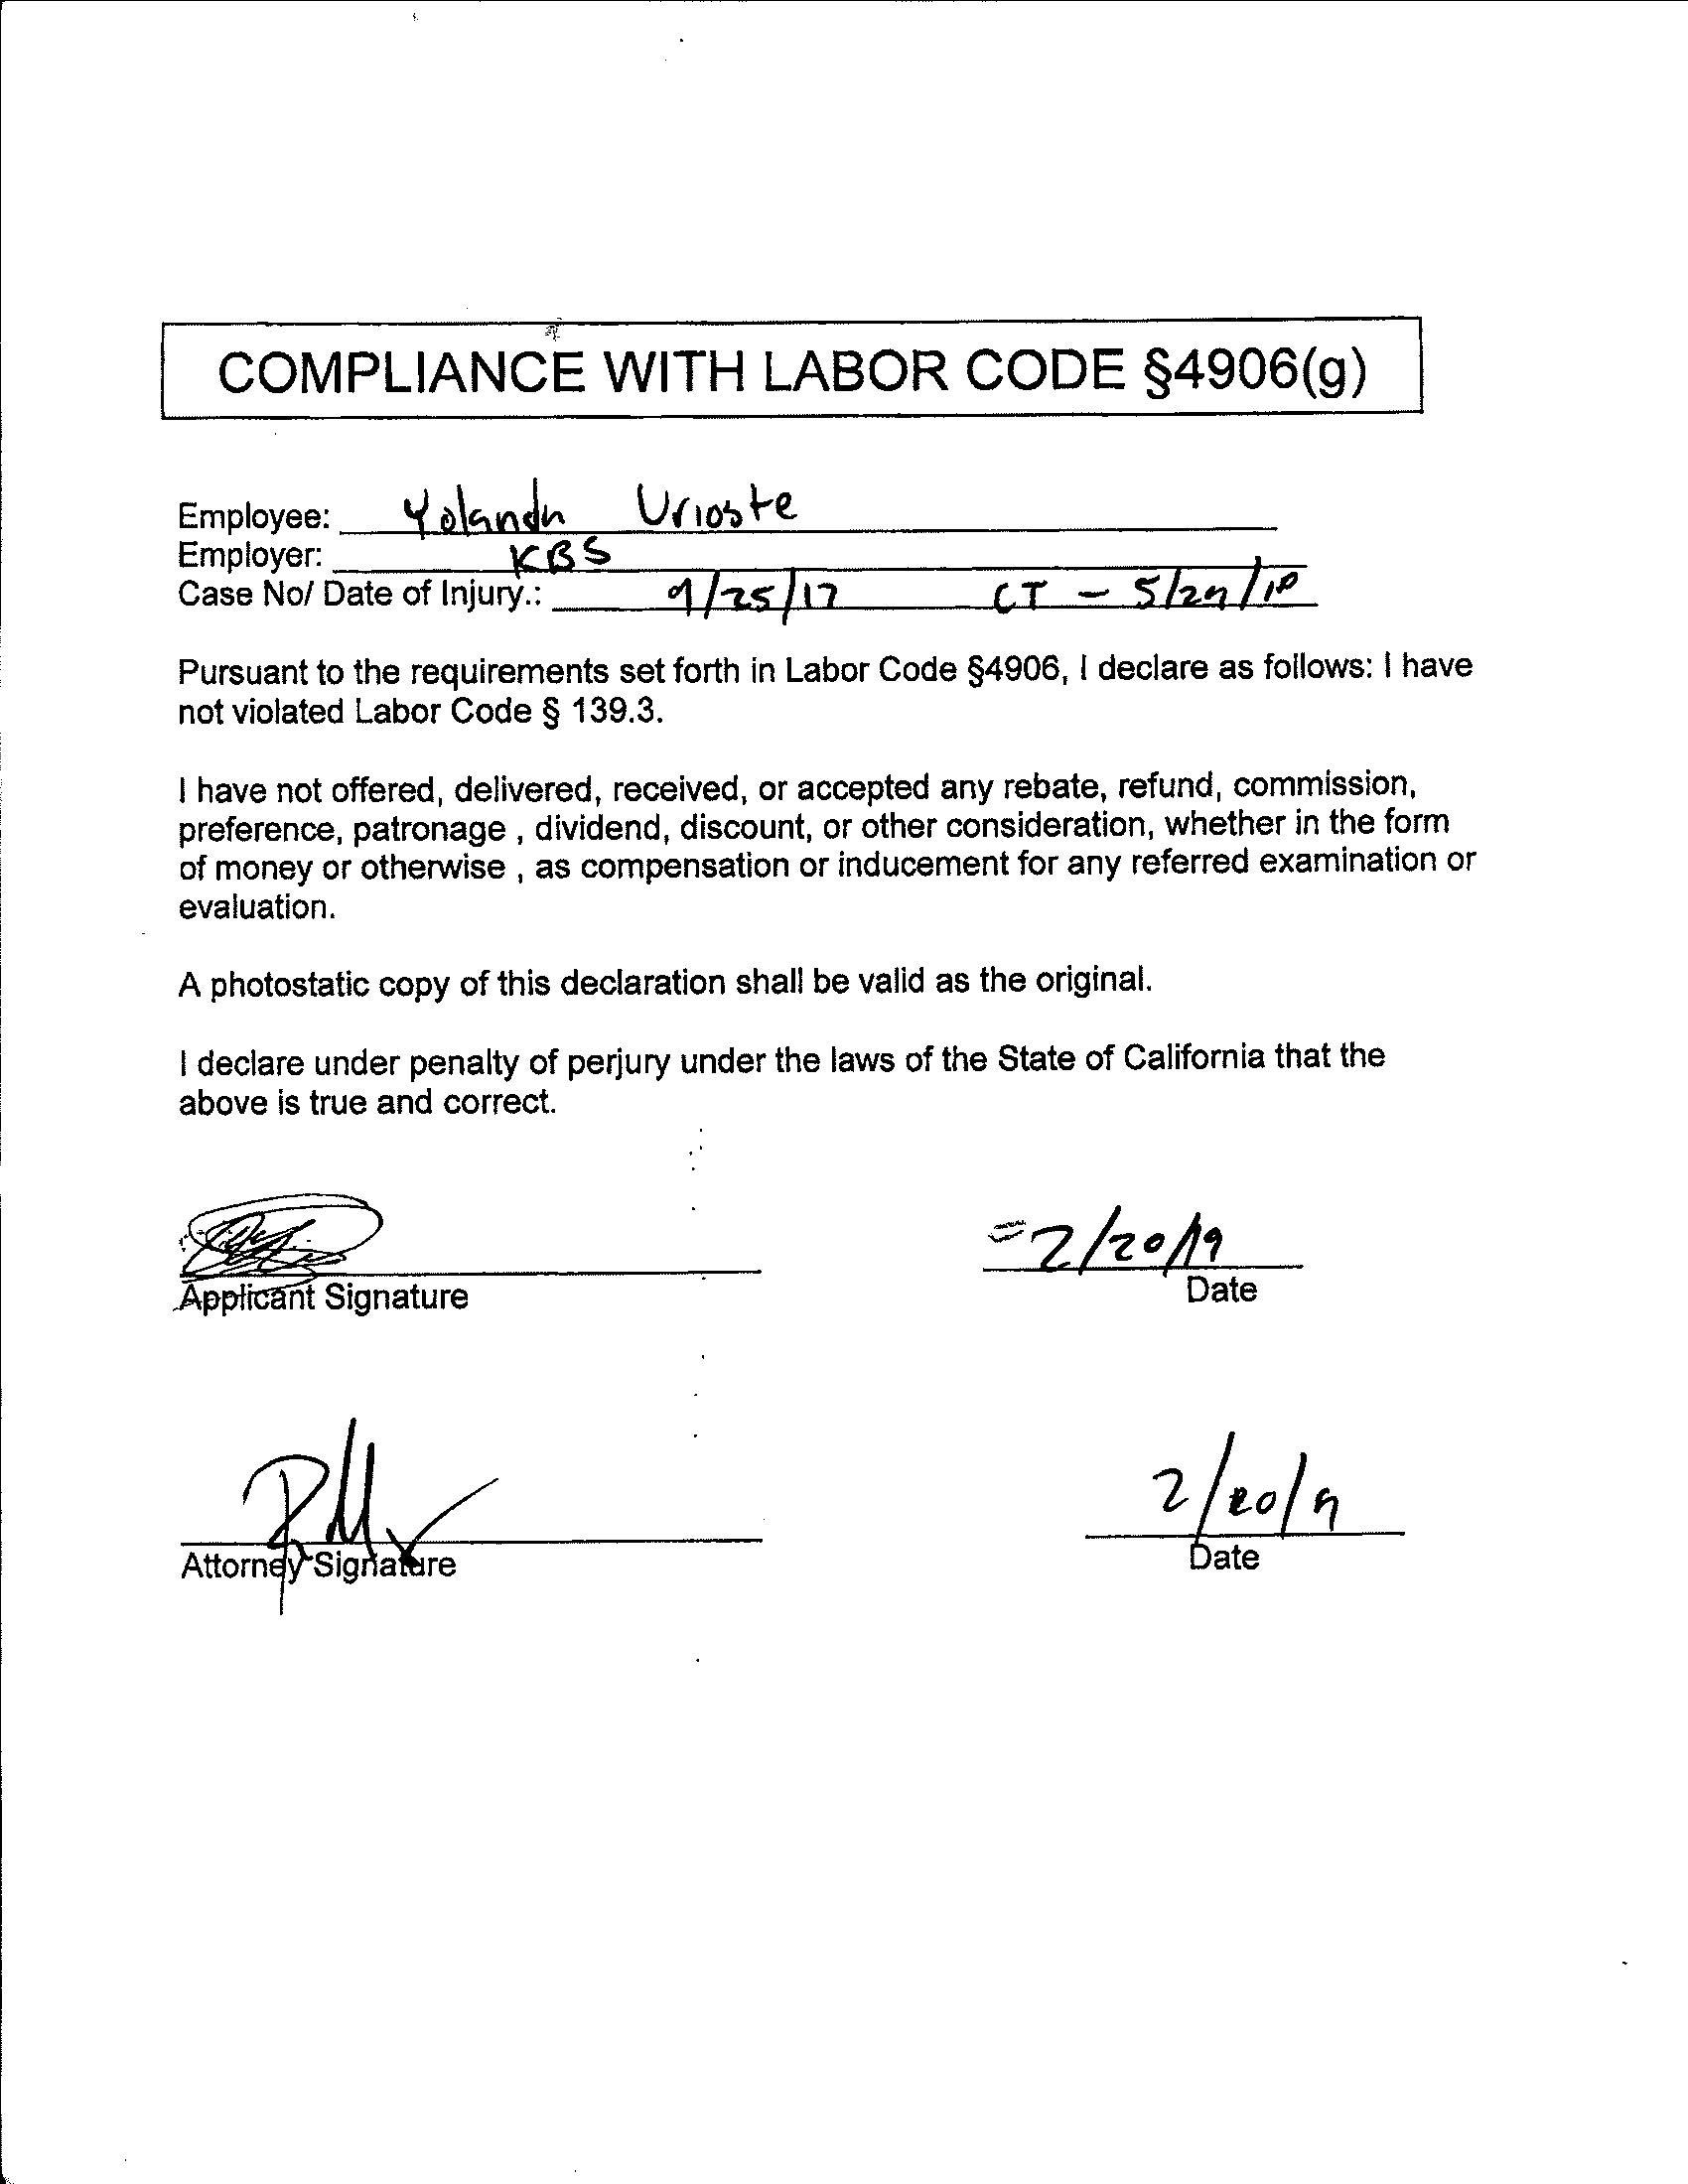 COMPLIANCE WITH LABOR CODE §4906(g)
Employee: Yolanda Urioste
Employer: KBS
Case No/ Date of Injury.: 9/25/17 CT -
Pursuant to the requirements set forth in Labor Code §4906, I declare as follows: I have
not violated Labor Code § 139.3.
I have not offered, delivered, received, or accepted any rebate, refund, commission,
preference, patronage , dividend, discount, or other consideration, whether in the form
of money or otherwise , as compensation or inducement for any referred examination or
evaluation.
A photostatic copy of this declaration shall be valid as the original.
I declare under penalty of perjury under the laws of the State of California that the
above is true and correct.
2/20/19
Applicant Signature Date
Attorney Signature Date